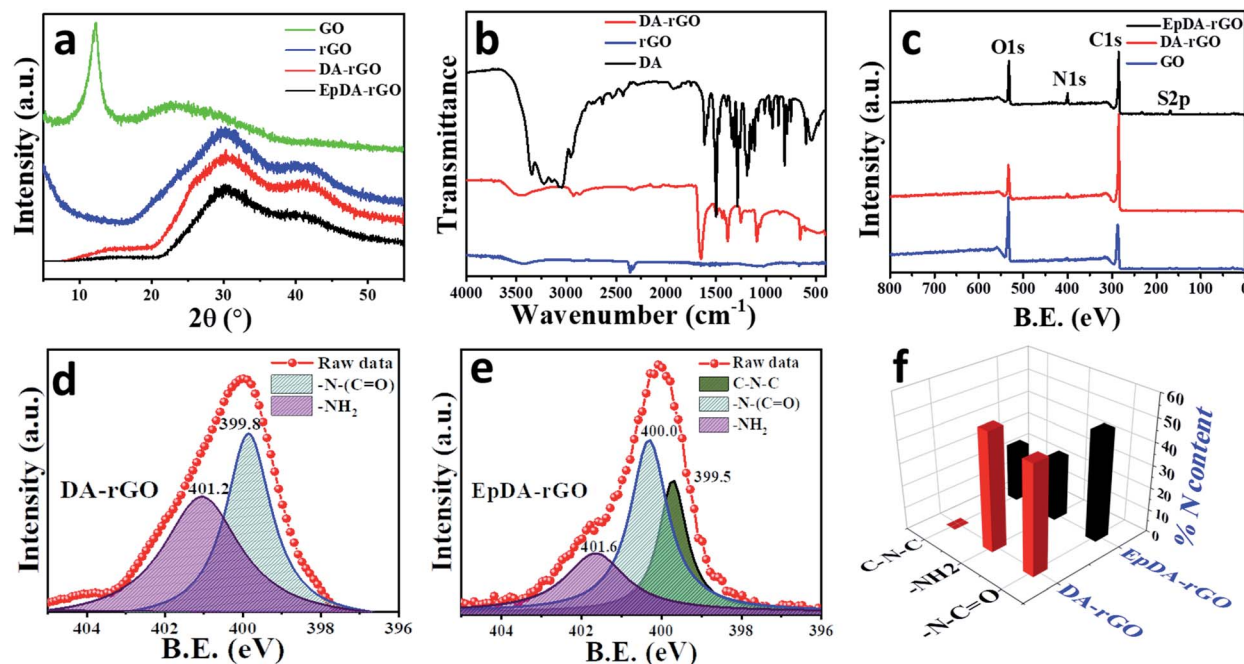 a
GO
rGO
DA-rGO
EpDA-rGO
Intensity (a.u.)
10 20 30 40 50
2θ (°)
b
DA-rGO
rGO
DA
Transmittance
4000 3500 3000 2500 2000 1500 1000 500
Wavenumber (cm⁻¹)
c
EpDA-rGO
DA-rGO
GO
O1s
N1s
C1s
S2p
Intensity (a.u.)
800 700 600 500 400 300 200 100 0
B.E. (eV)
d
Raw data
-N-(C=O)
-NH₂
399.8
401.2
DA-rGO
Intensity (a.u.)
404 402 400 398 396
B.E. (eV)
e
Raw data
C-N-C
-N-(C=O)
-NH₂
400.0
399.5
401.6
EpDA-rGO
Intensity (a.u.)
404 402 400 398 396
B.E. (eV)
f
60
50
40
30
20
10
0
% N content
C-N-C
-NH2
-N-C=O
DA-rGO
EpDA-rGO